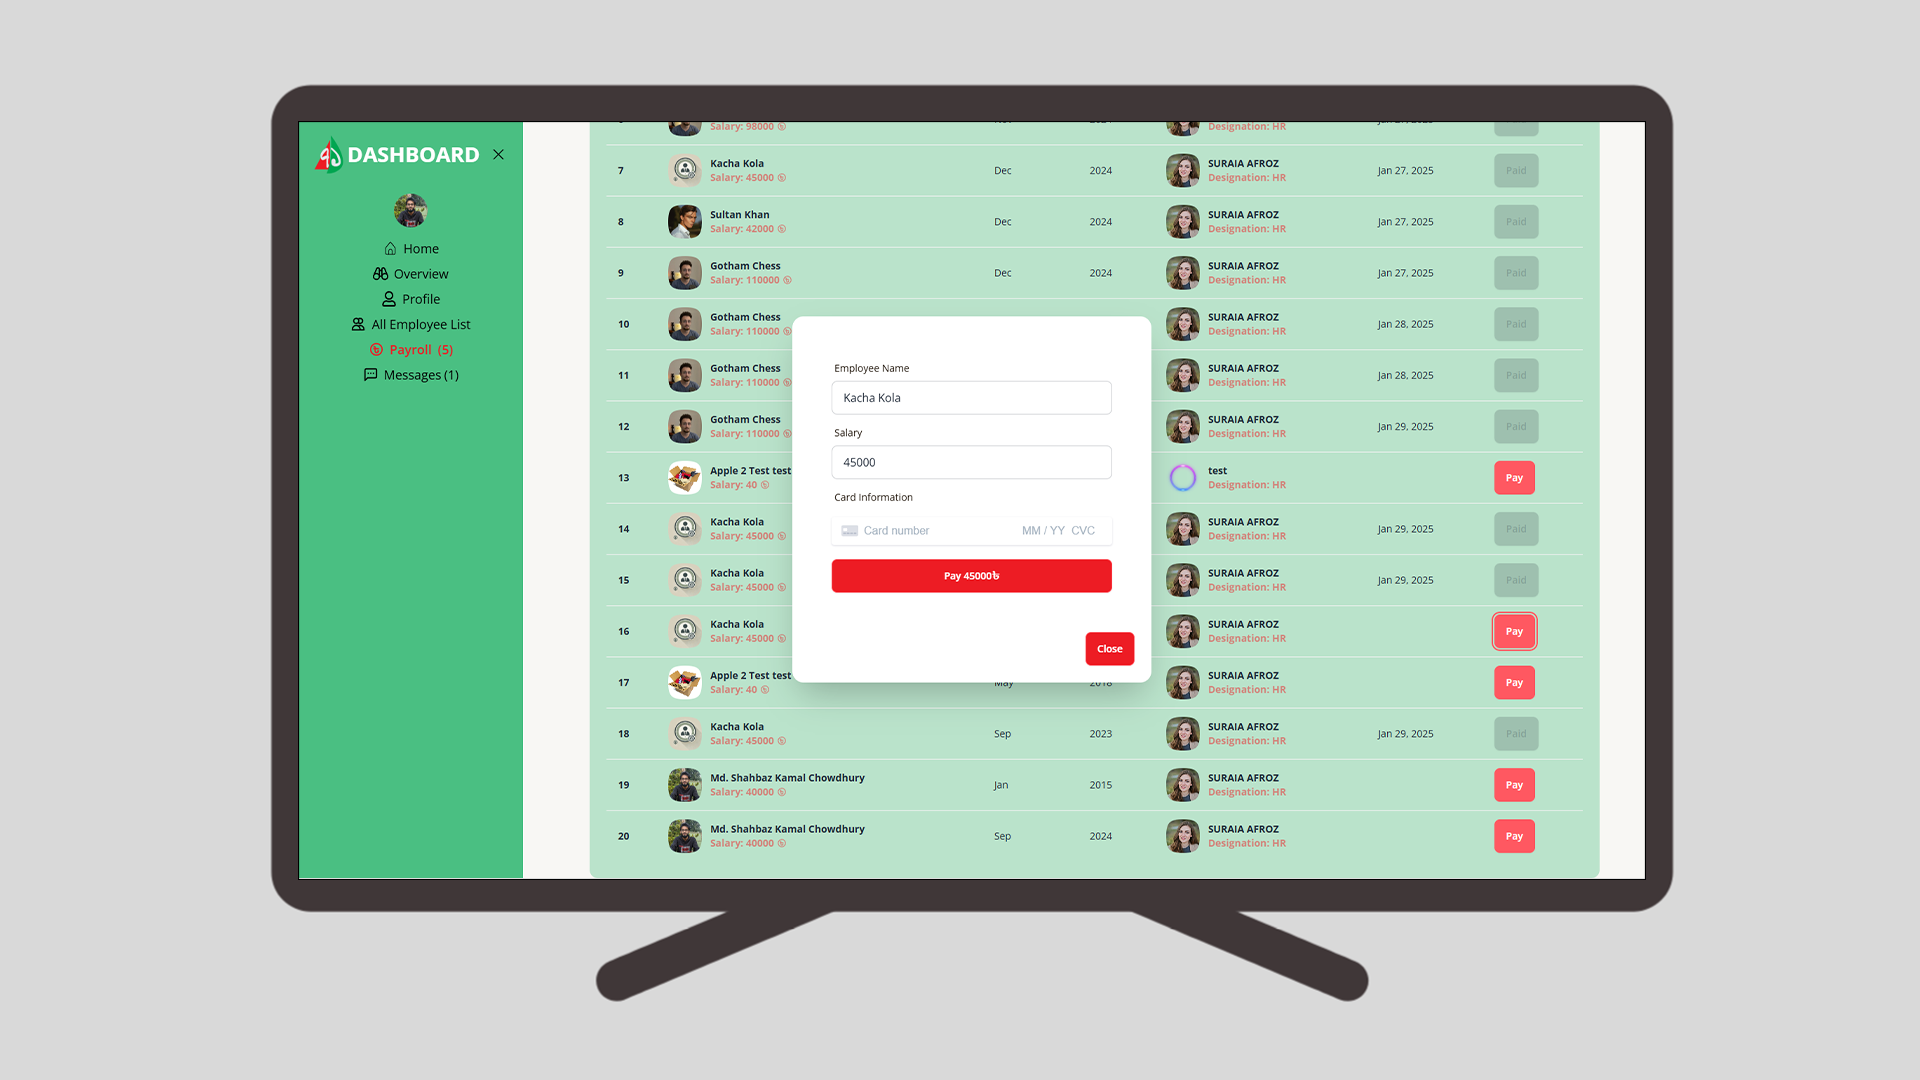 DASHBOARD
Home
Overview
Profile
All Employee List
Payroll (5)
Messages (1)
Salary: 98000
Designation: HR
7 Kacha Kola Dec 2024 SURAIA AFROZ Jan 27, 2025 Paid
Salary: 45000 Designation: HR
8 Sultan Khan Dec 2024 SURAIA AFROZ Jan 27, 2025 Paid
Salary: 42000 Designation: HR
9 Gotham Chess Dec 2024 SURAIA AFROZ Jan 27, 2025 Paid
Salary: 110000 Designation: HR
10 Gotham Chess SURAIA AFROZ Jan 28, 2025 Paid
Salary: 110000 Designation: HR
11 Gotham Chess SURAIA AFROZ Jan 28, 2025 Paid
Salary: 110000 Designation: HR
12 Gotham Chess SURAIA AFROZ Jan 29, 2025 Paid
Salary: 110000 Designation: HR
13 Apple 2 Test test test Pay
Salary: 40 Designation: HR
14 Kacha Kola SURAIA AFROZ Jan 29, 2025 Paid
Salary: 45000 Designation: HR
15 Kacha Kola SURAIA AFROZ Jan 29, 2025 Paid
Salary: 45000 Designation: HR
16 Kacha Kola SURAIA AFROZ Pay
Salary: 45000 Designation: HR
17 Apple 2 Test test May 2018 SURAIA AFROZ Pay
Salary: 40 Designation: HR
18 Kacha Kola Sep 2023 SURAIA AFROZ Jan 29, 2025 Paid
Salary: 45000 Designation: HR
19 Md. Shahbaz Kamal Chowdhury Jan 2015 SURAIA AFROZ Pay
Salary: 40000 Designation: HR
20 Md. Shahbaz Kamal Chowdhury Sep 2024 SURAIA AFROZ Pay
Salary: 40000 Designation: HR
Employee Name
Kacha Kola
Salary
45000
Card Information
Card number MM / YY CVC
Pay 45000৳
Close